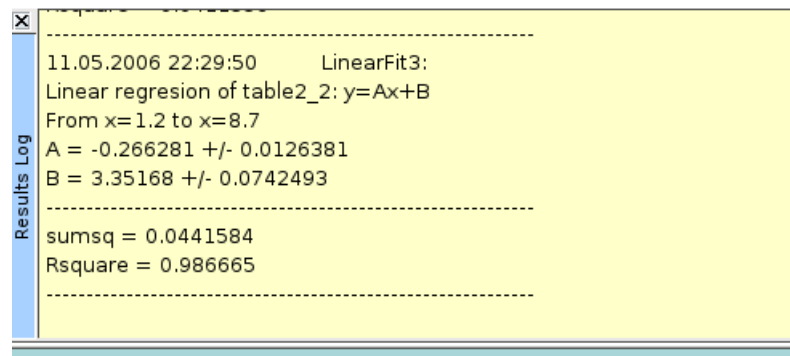 -------------------------------------------------------------
11.05.2006 22:29:50 LinearFit3:
Linear regresion of table2_2: y=Ax+B
From x=1.2 to x=8.7
A = -0.266281 +/- 0.0126381
B = 3.35168 +/- 0.0742493
-------------------------------------------------------------
sumsq = 0.0441584
Rsquare = 0.986665
-------------------------------------------------------------
Results Log